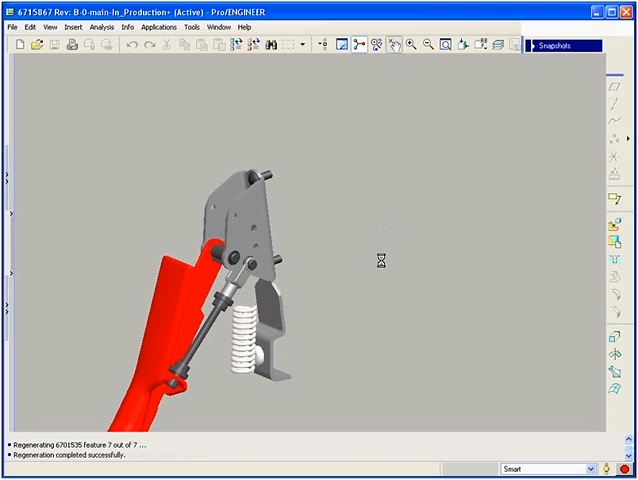 6715867 Rev: B-0-main-In_Production+ (Active) - Pro/ENGINEER
File Edit View Insert Analysis Info Applications Tools Window Help
Snapshots
Regenerating 6701535 feature 7 out of 7 ...
Regeneration completed successfully.
Smart